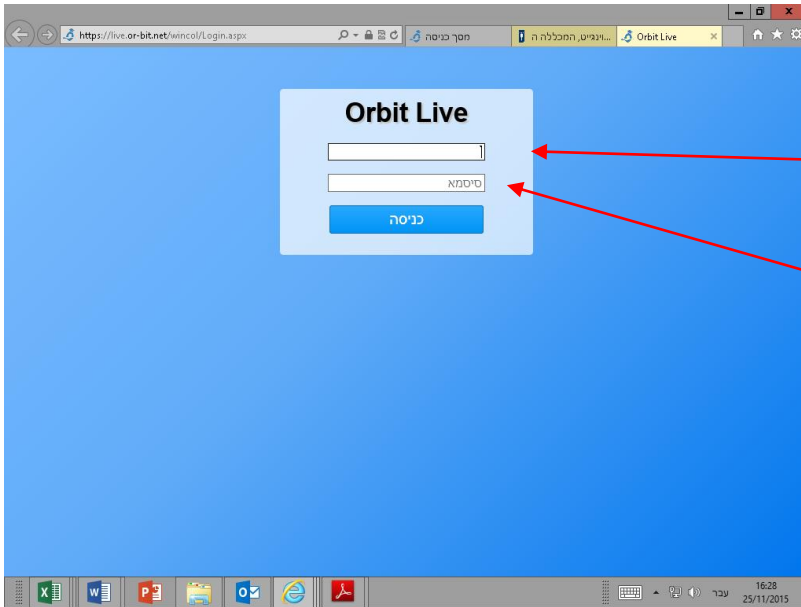 https://live.or-bit.net/wincol/Login.aspx
מסך כניסה
וינגייט, המכללה ה...
Orbit Live
Orbit Live
סיסמא
כניסה
עבר
16:28
25/11/2015